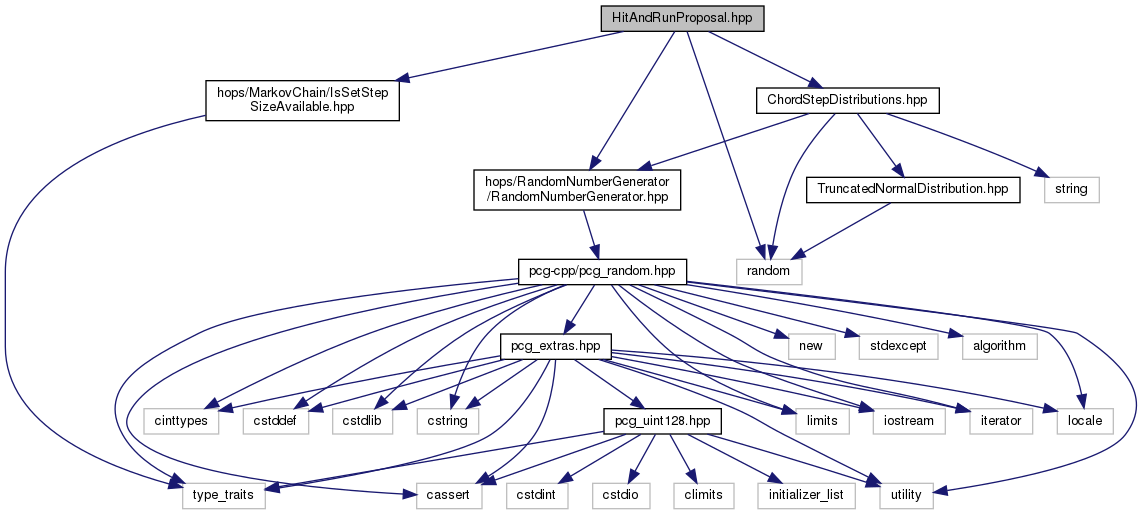 HitAndRunProposal.hpp
hops/MarkovChain/IsSetStep
SizeAvailable.hpp
ChordStepDistributions.hpp
hops/RandomNumberGenerator
/RandomNumberGenerator.hpp
TruncatedNormalDistribution.hpp
string
pcg-cpp/pcg_random.hpp
random
pcg_extras.hpp
new
stdexcept
algorithm
cinttypes
cstddef
cstdlib
cstring
pcg_uint128.hpp
limits
iostream
iterator
locale
type_traits
cassert
cstdint
cstdio
climits
initializer_list
utility